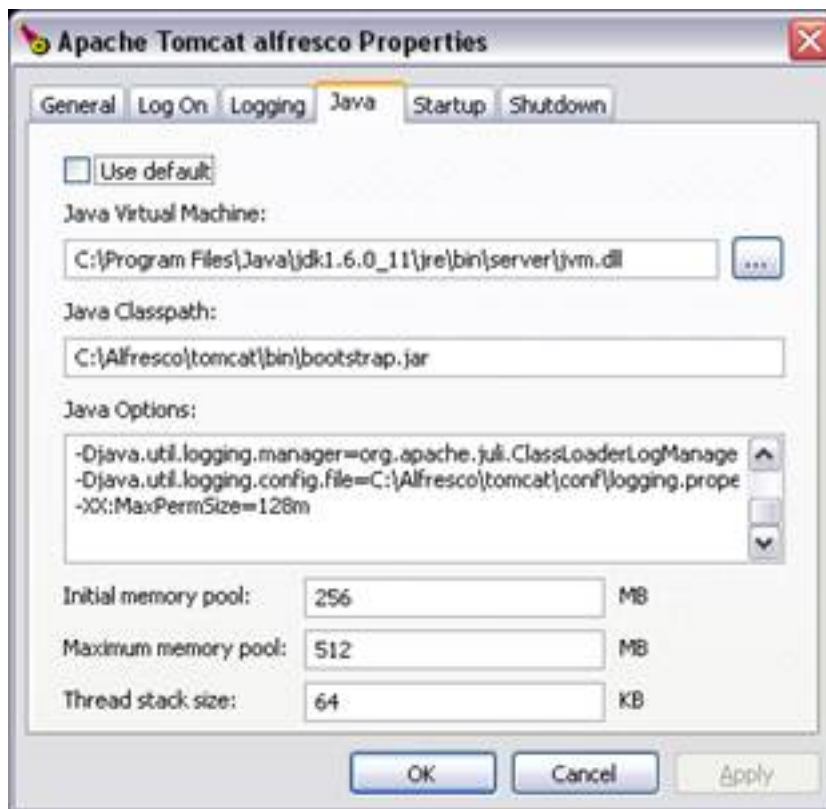 Apache Tomcat alfresco Properties
General Log On Logging Java Startup Shutdown
Use default
Java Virtual Machine:
C:\Program Files\Java\jdk1.6.0_11\jre\bin\server\jvm.dll
...
Java Classpath:
C:\Alfresco\tomcat\bin\bootstrap.jar
Java Options:
-Djava.util.logging.manager=org.apache.juli.ClassLoaderLogManage
-Djava.util.logging.config.file=C:\Alfresco\tomcat\conf\logging.prope
-XX:MaxPermSize=128m
Initial memory pool: 256 MB
Maximum memory pool: 512 MB
Thread stack size: 64 KB
OK Cancel Apply